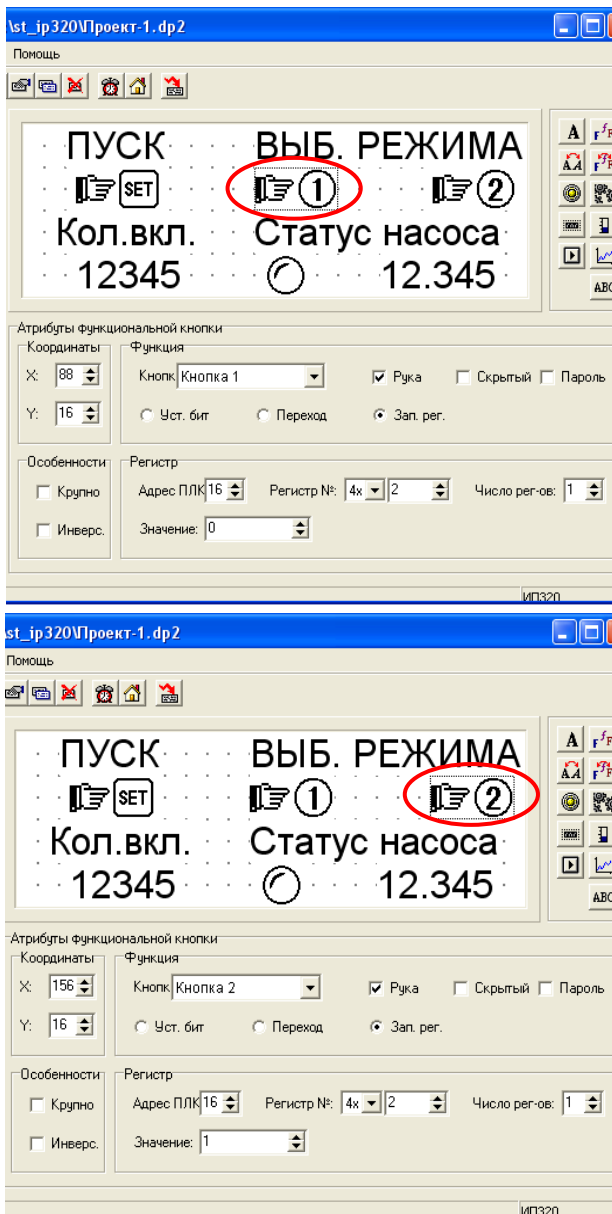 \st_ip320\Проект-1.dp2
Помощь
ПУСК ВЫБ. РЕЖИМА
SET 1 2
Кол.вкл. Статус насоса
12345 12.345
A
ABC
Атрибуты функциональной кнопки
Координаты Функция
X: 88 Кнопк Кнопка 1 Рука Скрытый Пароль
Y: 16 Уст. бит Переход Зап. рег.
Особенности Регистр
Крупно Адрес ПЛК 16 Регистр №: 4x 2 Число рег-ов: 1
Инверс. Значение: 0
ИП320
st_ip320\Проект-1.dp2
Помощь
ПУСК ВЫБ. РЕЖИМА
SET 1 2
Кол.вкл. Статус насоса
12345 12.345
A
ABC
Атрибуты функциональной кнопки
Координаты Функция
X: 156 Кнопк Кнопка 2 Рука Скрытый Пароль
Y: 16 Уст. бит Переход Зап. рег.
Особенности Регистр
Крупно Адрес ПЛК 16 Регистр №: 4x 2 Число рег-ов: 1
Инверс. Значение: 1
ИП320